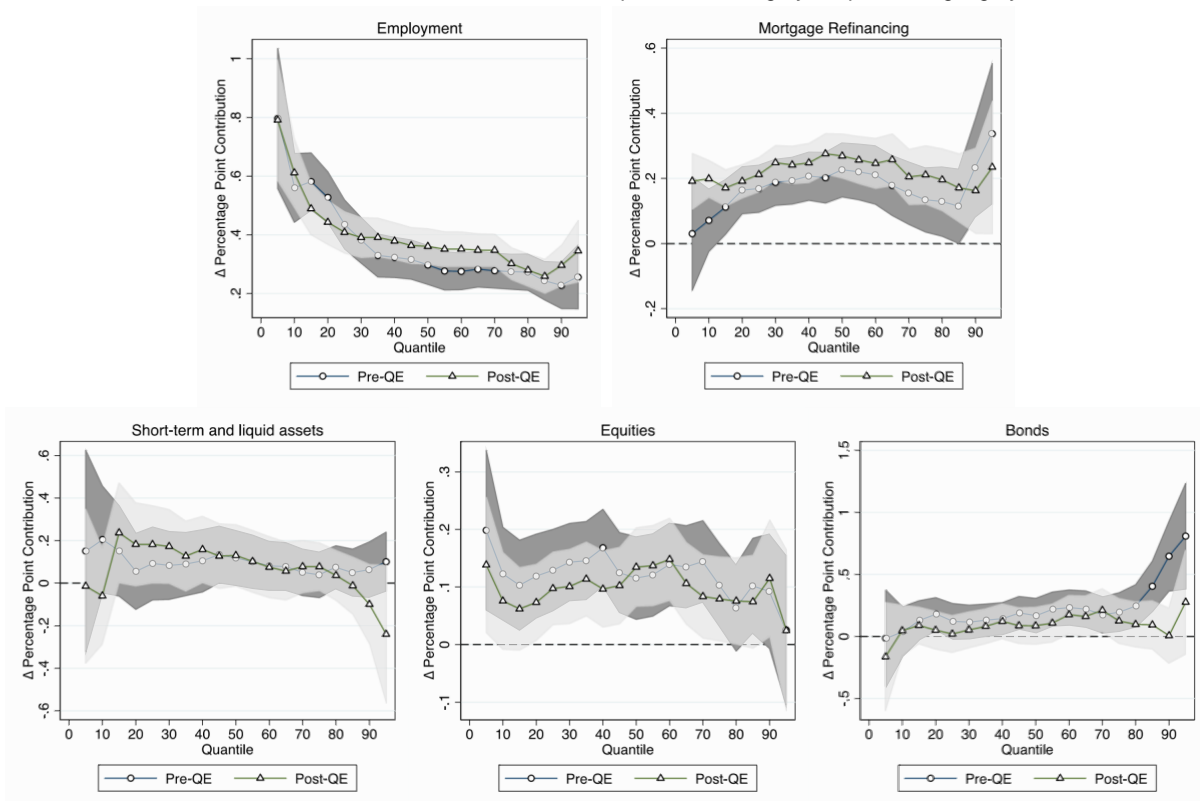 Employment
Δ Percentage Point Contribution
1
.8
.6
.4
.2
0 10 20 30 40 50 60 70 80 90
Quantile
Pre-QE Post-QE
Mortgage Refinancing
Δ Percentage Point Contribution
.6
.4
.2
0
-.2
0 10 20 30 40 50 60 70 80 90
Quantile
Pre-QE Post-QE
Short-term and liquid assets
Δ Percentage Point Contribution
.6
.4
.2
0
-.2
-.4
-.6
0 10 20 30 40 50 60 70 80 90
Quantile
Pre-QE Post-QE
Equities
Δ Percentage Point Contribution
.3
.2
.1
0
-.1
0 10 20 30 40 50 60 70 80 90
Quantile
Pre-QE Post-QE
Bonds
Δ Percentage Point Contribution
1.5
1
.5
0
-.5
0 10 20 30 40 50 60 70 80 90
Quantile
Pre-QE Post-QE